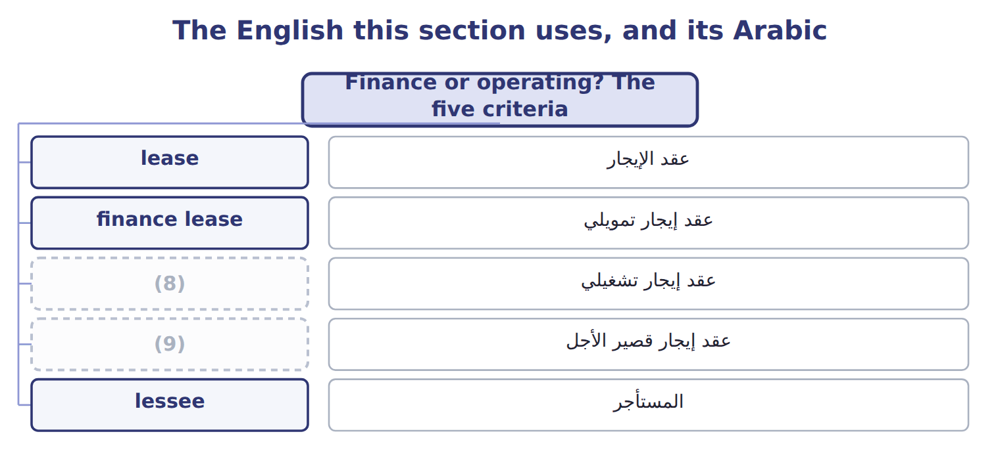 The English this section uses, and its Arabic
Finance or operating? The
five criteria
lease
عقد الإيجار
finance lease
عقد إيجار تمويلي
(8)
عقد إيجار تشغيلي
(9)
عقد إيجار قصير الأجل
lessee
المستأجر